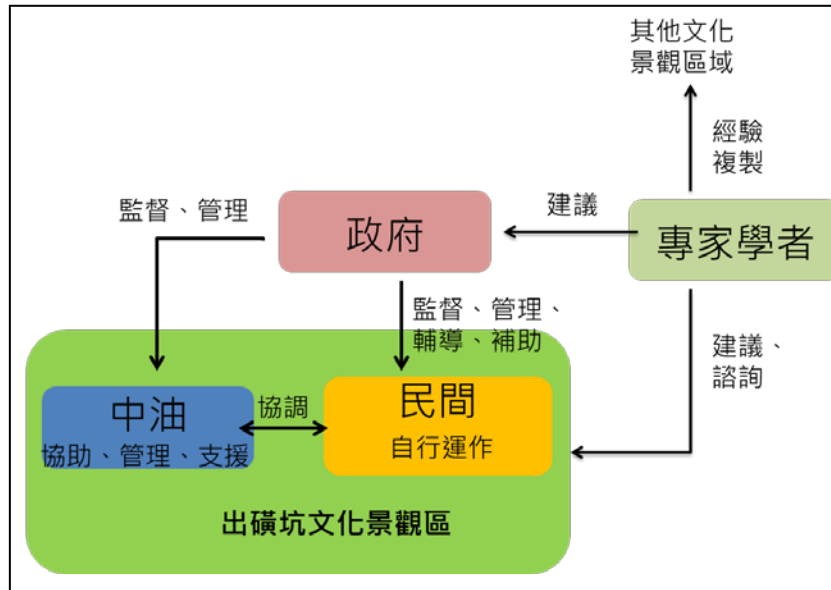 其他文化
景觀區域
經驗
複製
監督、管理
政府
建議
專家學者
監督、管理、
輔導、補助
建議、
諮詢
中油
協助、管理、支援
協調
民間
自行運作
出磺坑文化景觀區